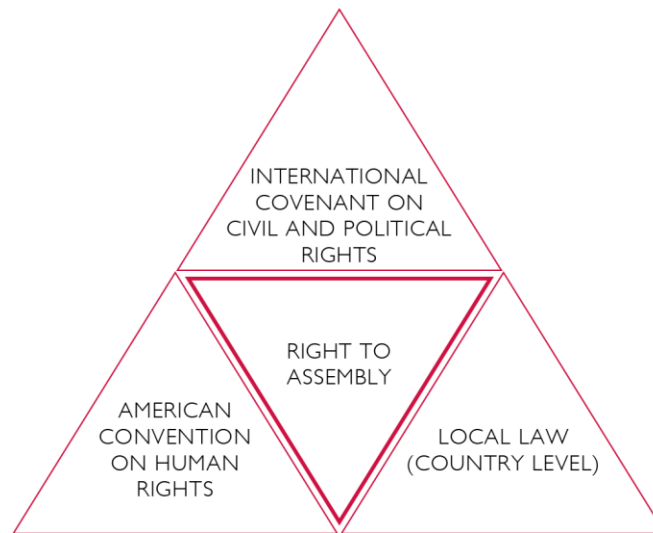 INTERNATIONAL
COVENANT ON
CIVIL AND POLITICAL
RIGHTS
RIGHT TO
ASSEMBLY
AMERICAN
CONVENTION
ON HUMAN
RIGHTS
LOCAL LAW
(COUNTRY LEVEL)